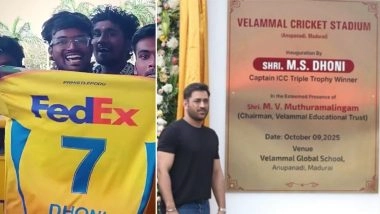 FedEx
7
DHONI
VELAMMAL CRICKET STADIUM
(Anupanadi, Madurai)
Inauguration By
SHRI. M.S. DHONI
Captain ICC Triple Trophy Winner
In the Esteemed Presence of
Shri. M. V. Muthuramalingam
(Chairman, Velammal Educational Trust)
Date: October 09,2025
Venue
Velammal Global School,
Anupanadi, Madurai